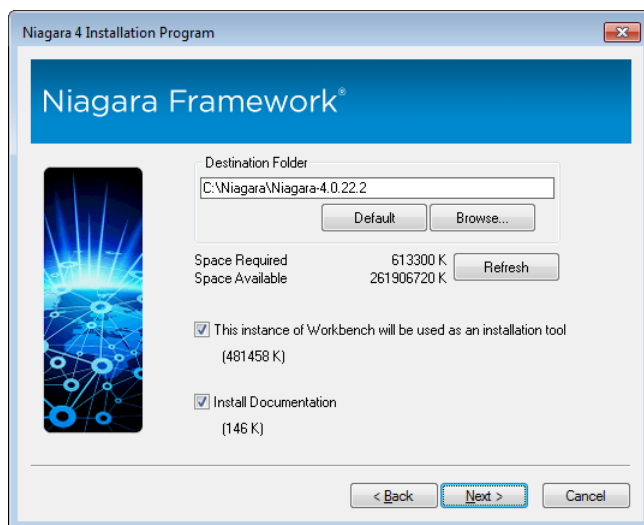 Niagara 4 Installation Program
Niagara Framework®
Destination Folder
C:\Niagara\Niagara-4.0.22.2
Default Browse...
Space Required 613300 K
Space Available 261906720 K
Refresh
This instance of Workbench will be used as an installation tool
(481458 K)
Install Documentation
(146 K)
< Back Next > Cancel